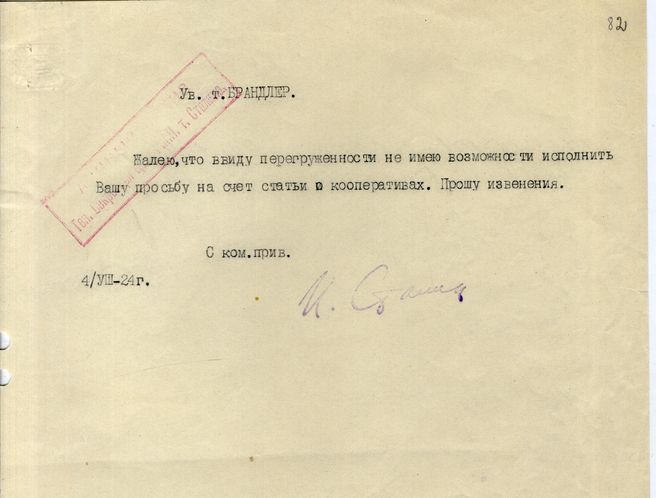 82
Ув. т. БРАНДЛЕР.
Жалею, что ввиду перегруженности не имею возможности исполнить
Вашу просьбу на счет статьи о кооперативах. Прошу извенения.
С ком.прив.
4/УШ-24г.
И. Сталин
т. Сталина